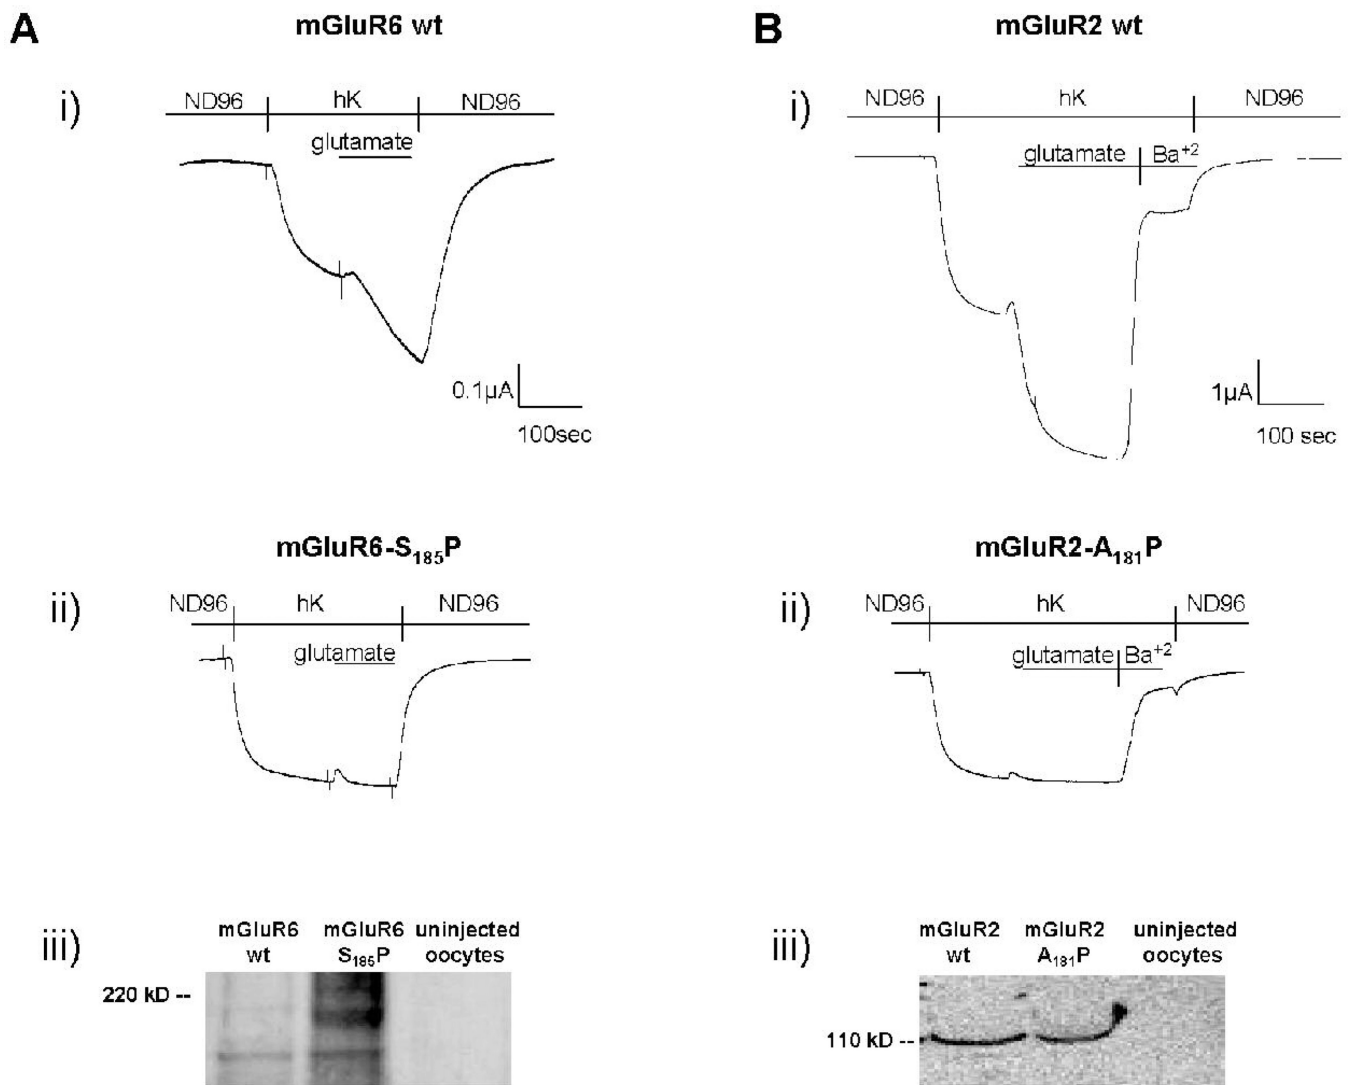 A
mGluR6 wt
i)
ND96 hK ND96
glutamate
0.1µA
100sec
mGluR6-S185P
ii)
ND96 hK ND96
glutamate
iii)
mGluR6 wt
mGluR6 S185P
uninjected oocytes
220 kD --
B
mGluR2 wt
i)
ND96 hK ND96
glutamate Ba+2
1µA
100 sec
mGluR2-A181P
ii)
ND96 hK ND96
glutamate Ba+2
iii)
mGluR2 wt
mGluR2 A181P
uninjected oocytes
110 kD --